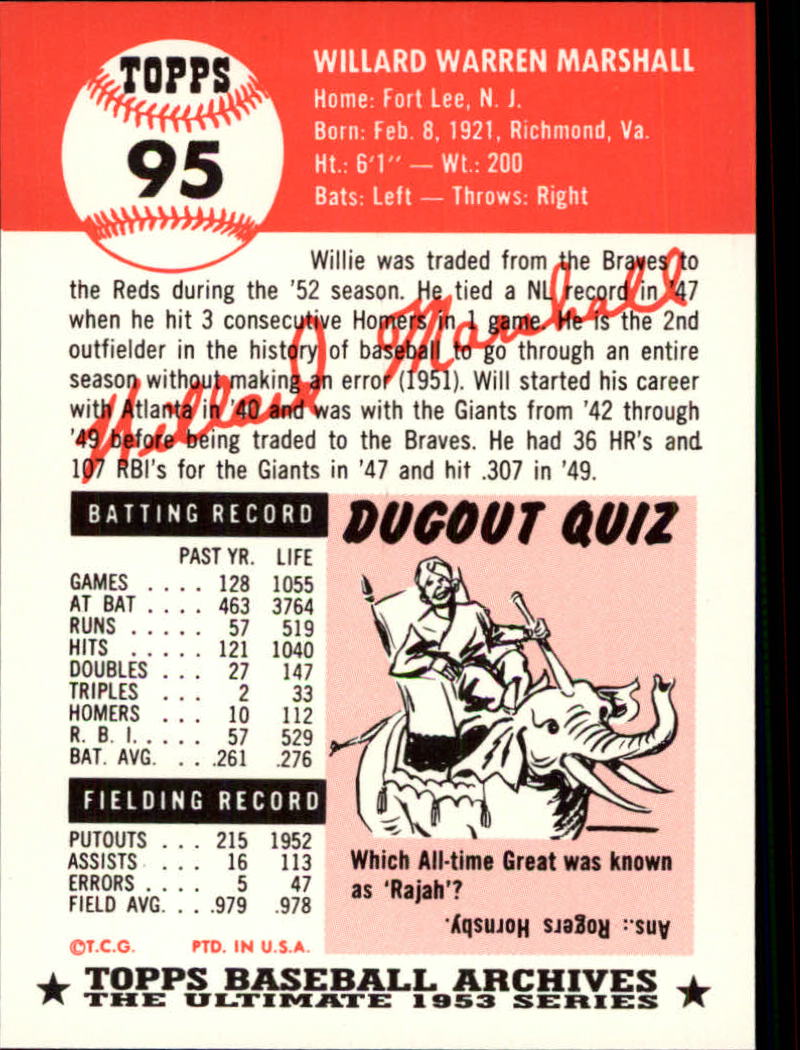 TOPPS
95
WILLARD WARREN MARSHALL
Home: Fort Lee, N. J.
Born: Feb. 8, 1921, Richmond, Va.
Ht.: 6'1" — Wt.: 200
Bats: Left — Throws: Right
Willie was traded from the Braves to
the Reds during the '52 season. He tied a NL record in '47
when he hit 3 consecutive Homers in 1 game. He is the 2nd
outfielder in the history of baseball to go through an entire
season without making an error (1951). Will started his career
with Atlanta in '40 and was with the Giants from '42 through
'49 before being traded to the Braves. He had 36 HR's and
107 RBI's for the Giants in '47 and hit .307 in '49.
Willard Marshall
BATTING RECORD
PAST YR. LIFE
GAMES .... 128 1055
AT BAT .... 463 3764
RUNS ..... 57 519
HITS ..... 121 1040
DOUBLES ... 27 147
TRIPLES ... 2 33
HOMERS ... 10 112
R. B. I. .... 57 529
BAT. AVG. ... .261 .276
FIELDING RECORD
PUTOUTS ... 215 1952
ASSISTS .... 16 113
ERRORS .... 5 47
FIELD AVG. ... .979 .978
©T.C.G. PTD. IN U.S.A.
DUGOUT QUIZ
Which All-time Great was known
as 'Rajah'?
Ans.: Rogers Hornsby.
TOPPS BASEBALL ARCHIVES
THE ULTIMATE 1953 SERIES